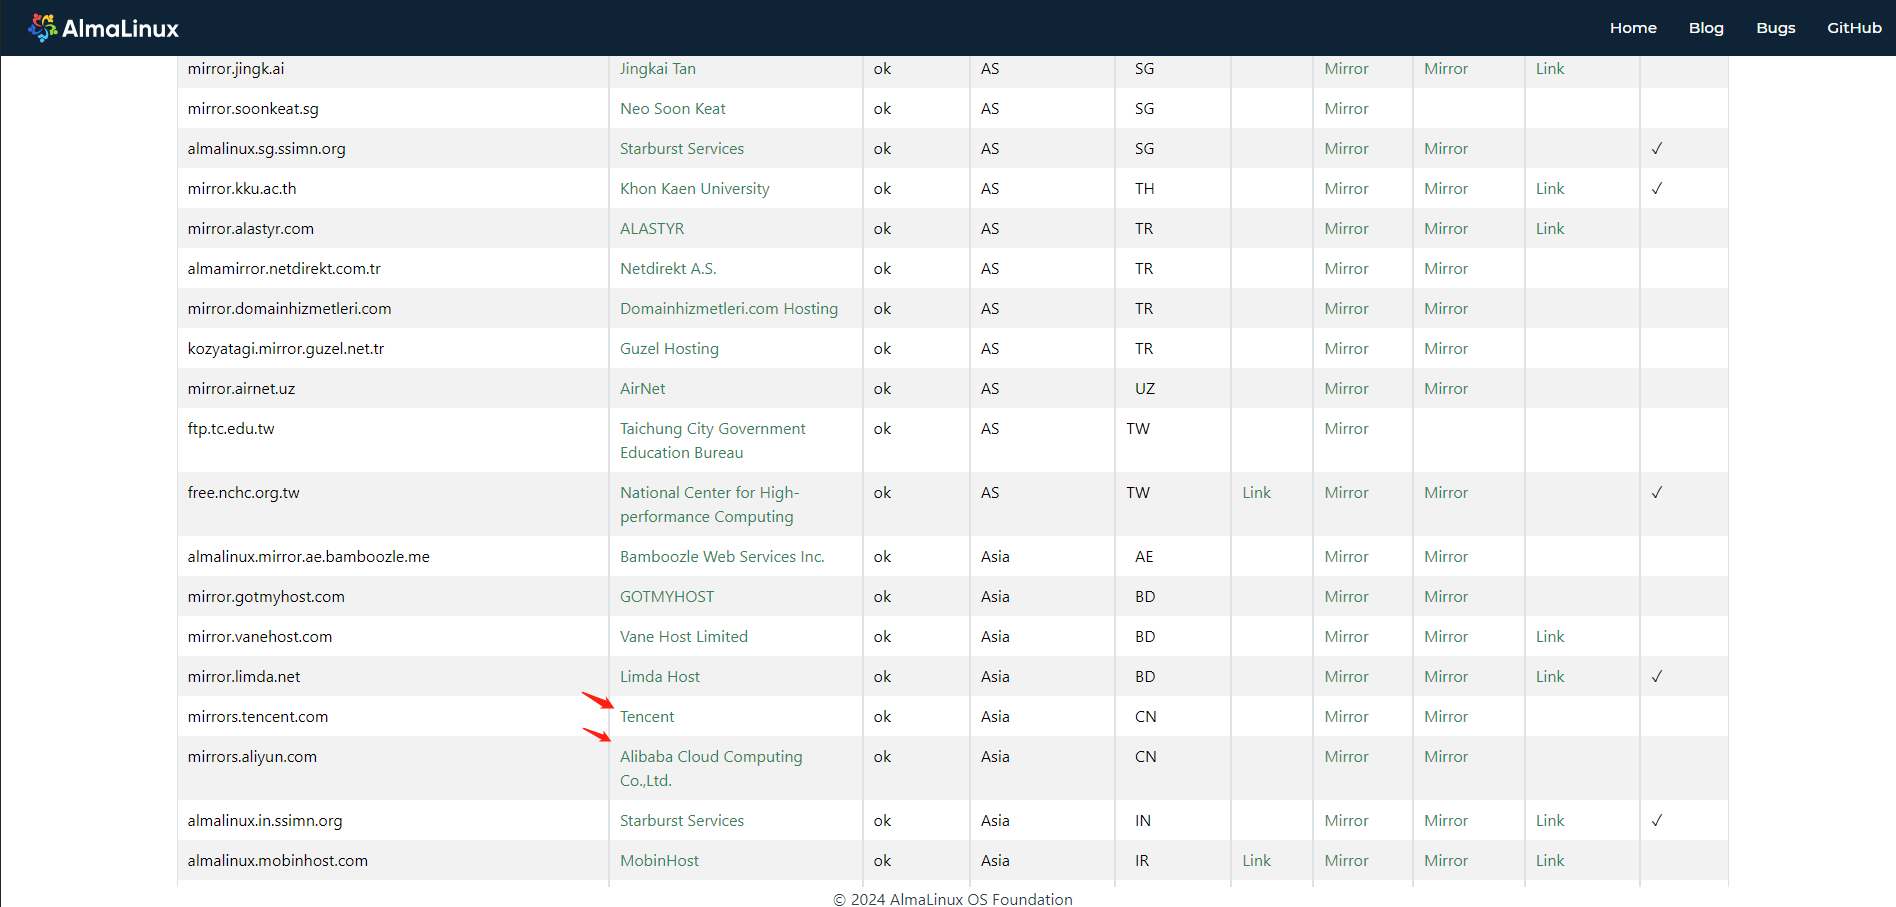 AlmaLinux Home Blog Bugs GitHub
mirror.jingk.ai Jingkai Tan ok AS SG Mirror Mirror Link
mirror.soonkeat.sg Neo Soon Keat ok AS SG Mirror
almalinux.sg.ssimn.org Starburst Services ok AS SG Mirror Mirror ✓
mirror.kku.ac.th Khon Kaen University ok AS TH Mirror Mirror Link ✓
mirror.alastyr.com ALASTYR ok AS TR Mirror Mirror Link
almamirror.netdirekt.com.tr Netdirekt A.S. ok AS TR Mirror Mirror
mirror.domainhizmetleri.com Domainhizmetleri.com Hosting ok AS TR Mirror Mirror
kozyatagi.mirror.guzel.net.tr Guzel Hosting ok AS TR Mirror Mirror
mirror.airnet.uz AirNet ok AS UZ Mirror Mirror
ftp.tc.edu.tw Taichung City Government ok AS TW Mirror
Education Bureau
free.nchc.org.tw National Center for High- ok AS TW Link Mirror Mirror ✓
performance Computing
almalinux.mirror.ae.bamboozle.me Bamboozle Web Services Inc. ok Asia AE Mirror Mirror
mirror.gotmyhost.com GOTMYHOST ok Asia BD Mirror Mirror
mirror.vanehost.com Vane Host Limited ok Asia BD Mirror Mirror Link
mirror.limda.net Limda Host ok Asia BD Mirror Mirror Link ✓
mirrors.tencent.com Tencent ok Asia CN Mirror Mirror
mirrors.aliyun.com Alibaba Cloud Computing ok Asia CN Mirror Mirror
Co.,Ltd.
almalinux.in.ssimn.org Starburst Services ok Asia IN Mirror Mirror Link ✓
almalinux.mobinhost.com MobinHost ok Asia IR Link Mirror Mirror Link
© 2024 AlmaLinux OS Foundation